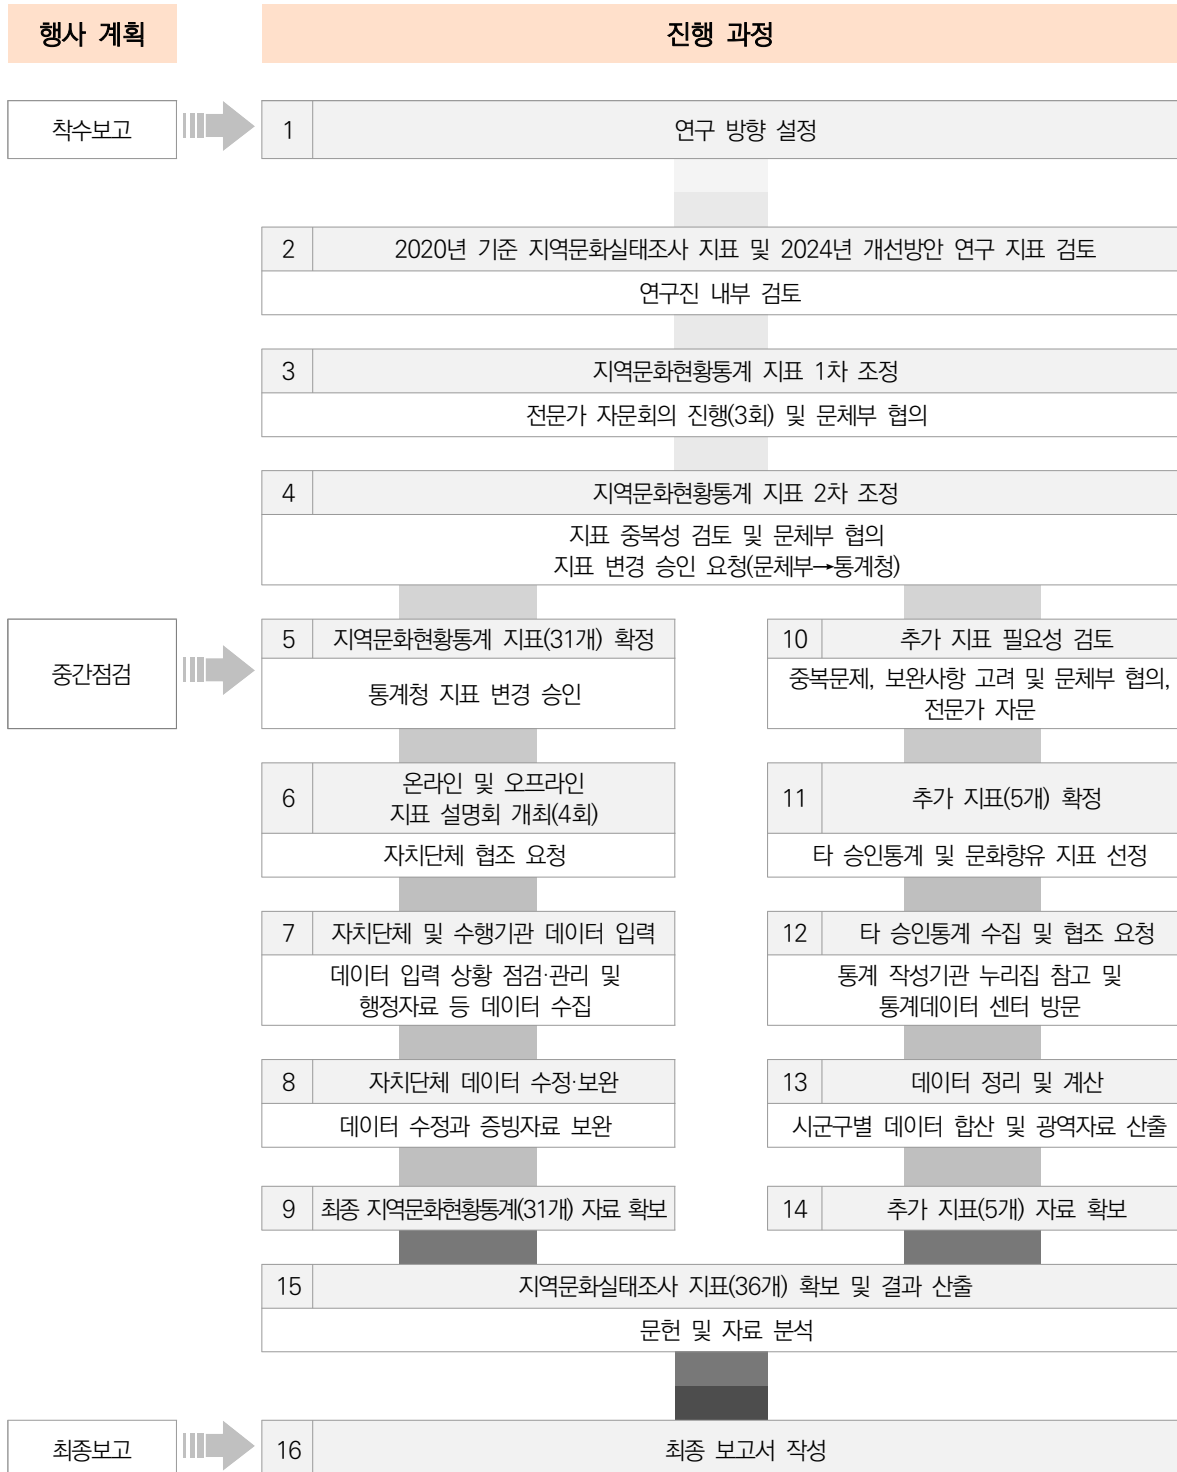 행사 계획
진행 과정
착수보고
1
연구 방향 설정
2
2020년 기준 지역문화실태조사 지표 및 2024년 개선방안 연구 지표 검토
연구진 내부 검토
3
지역문화현황통계 지표 1차 조정
전문가 자문회의 진행(3회) 및 문체부 협의
4
지역문화현황통계 지표 2차 조정
지표 중복성 검토 및 문체부 협의
지표 변경 승인 요청(문체부→통계청)
중간점검
5
지역문화현황통계 지표(31개) 확정
통계청 지표 변경 승인
6
온라인 및 오프라인
지표 설명회 개최(4회)
자치단체 협조 요청
7
자치단체 및 수행기관 데이터 입력
데이터 입력 상황 점검·관리 및
행정자료 등 데이터 수집
8
자치단체 데이터 수정·보완
데이터 수정과 증빙자료 보완
9
최종 지역문화현황통계(31개) 자료 확보
10
추가 지표 필요성 검토
중복문제, 보완사항 고려 및 문체부 협의,
전문가 자문
11
추가 지표(5개) 확정
타 승인통계 및 문화향유 지표 선정
12
타 승인통계 수집 및 협조 요청
통계 작성기관 누리집 참고 및
통계데이터 센터 방문
13
데이터 정리 및 계산
시군구별 데이터 합산 및 광역자료 산출
14
추가 지표(5개) 자료 확보
15
지역문화실태조사 지표(36개) 확보 및 결과 산출
문헌 및 자료 분석
최종보고
16
최종 보고서 작성